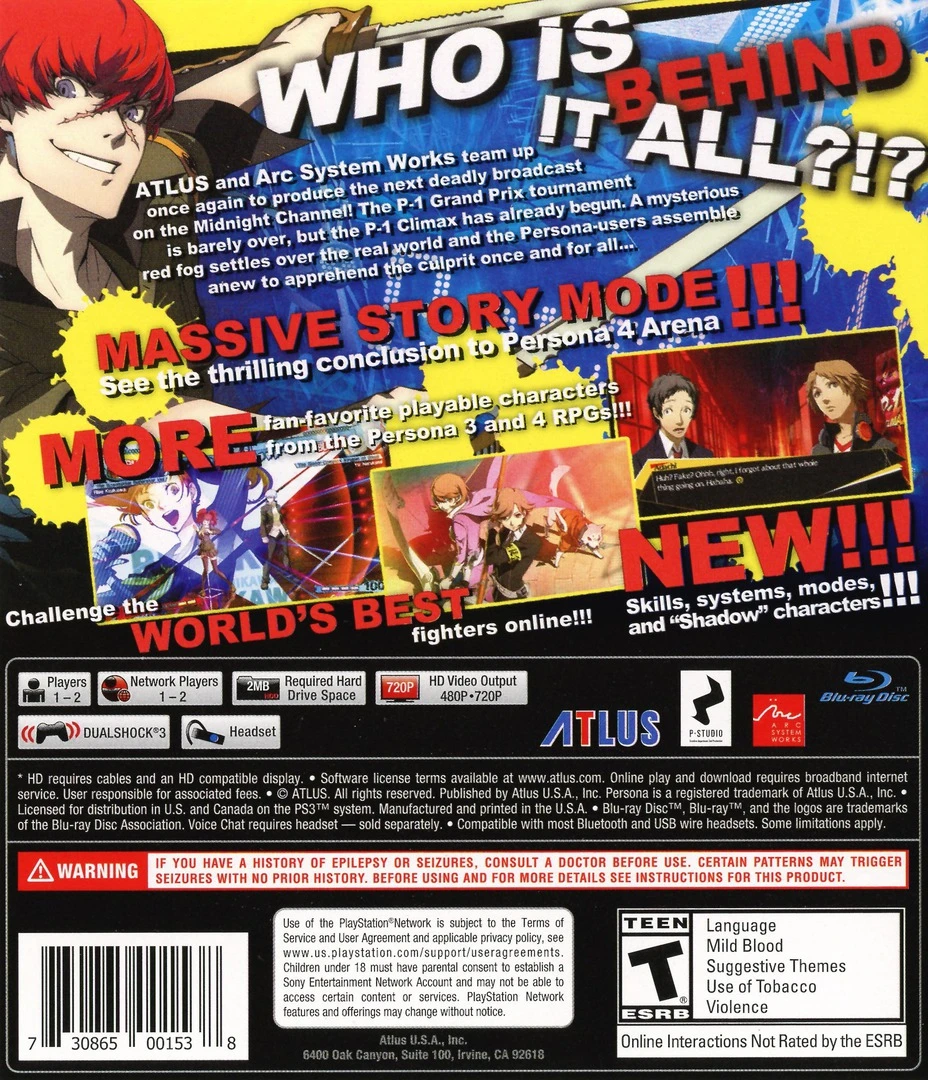 WHO IS
BEHIND
IT ALL?!?
ATLUS and Arc System Works team up
once again to produce the next deadly broadcast
on the Midnight Channel! The P-1 Grand Prix tournament
is barely over, but the P-1 Climax has already begun. A mysterious
red fog settles over the real world and the Persona-users assemble
anew to apprehend the culprit once and for all...
MASSIVE STORY MODE!!!
See the thrilling conclusion to Persona 4 Arena
MORE fan-favorite playable characters
from the Persona 3 and 4 RPGs!!!
Adachi
Huh? Fake? Ohhh, right, I forgot about that whole
thing going on. Hahaha.
100
NEW!!!
Skills, systems, modes,
and "Shadow" characters!!!
Challenge the
WORLD'S BEST
fighters online!!!
Players
1 – 2
Network Players
1 – 2
2MB
HDD
Required Hard
Drive Space
720P
HD Video Output
480P•720P
DUALSHOCK®3
Headset
ATLUS
P-STUDIO
Arc
ARC
SYSTEM
WORKS
Blu-ray Disc™
* HD requires cables and an HD compatible display. • Software license terms available at www.atlus.com. Online play and download requires broadband internet
service. User responsible for associated fees. • © ATLUS. All rights reserved. Published by Atlus U.S.A., Inc. Persona is a registered trademark of Atlus U.S.A., Inc. •
Licensed for distribution in U.S. and Canada on the PS3™ system. Manufactured and printed in the U.S.A. • Blu-ray Disc™, Blu-ray™, and the logos are trademarks
of the Blu-ray Disc Association. Voice Chat requires headset — sold separately. • Compatible with most Bluetooth and USB wire headsets. Some limitations apply.
WARNING
IF YOU HAVE A HISTORY OF EPILEPSY OR SEIZURES, CONSULT A DOCTOR BEFORE USE. CERTAIN PATTERNS MAY TRIGGER
SEIZURES WITH NO PRIOR HISTORY. BEFORE USING AND FOR MORE DETAILS SEE INSTRUCTIONS FOR THIS PRODUCT.
7 30865 00153 8
Use of the PlayStation®Network is subject to the Terms of
Service and User Agreement and applicable privacy policy, see
www.us.playstation.com/support/useragreements.
Children under 18 must have parental consent to establish a
Sony Entertainment Network Account and may not be able to
access certain content or services. PlayStation Network
features and offerings may change without notice.
Atlus U.S.A., Inc.
6400 Oak Canyon, Suite 100, Irvine, CA 92618
TEEN
T®
ESRB
Language
Mild Blood
Suggestive Themes
Use of Tobacco
Violence
Online Interactions Not Rated by the ESRB